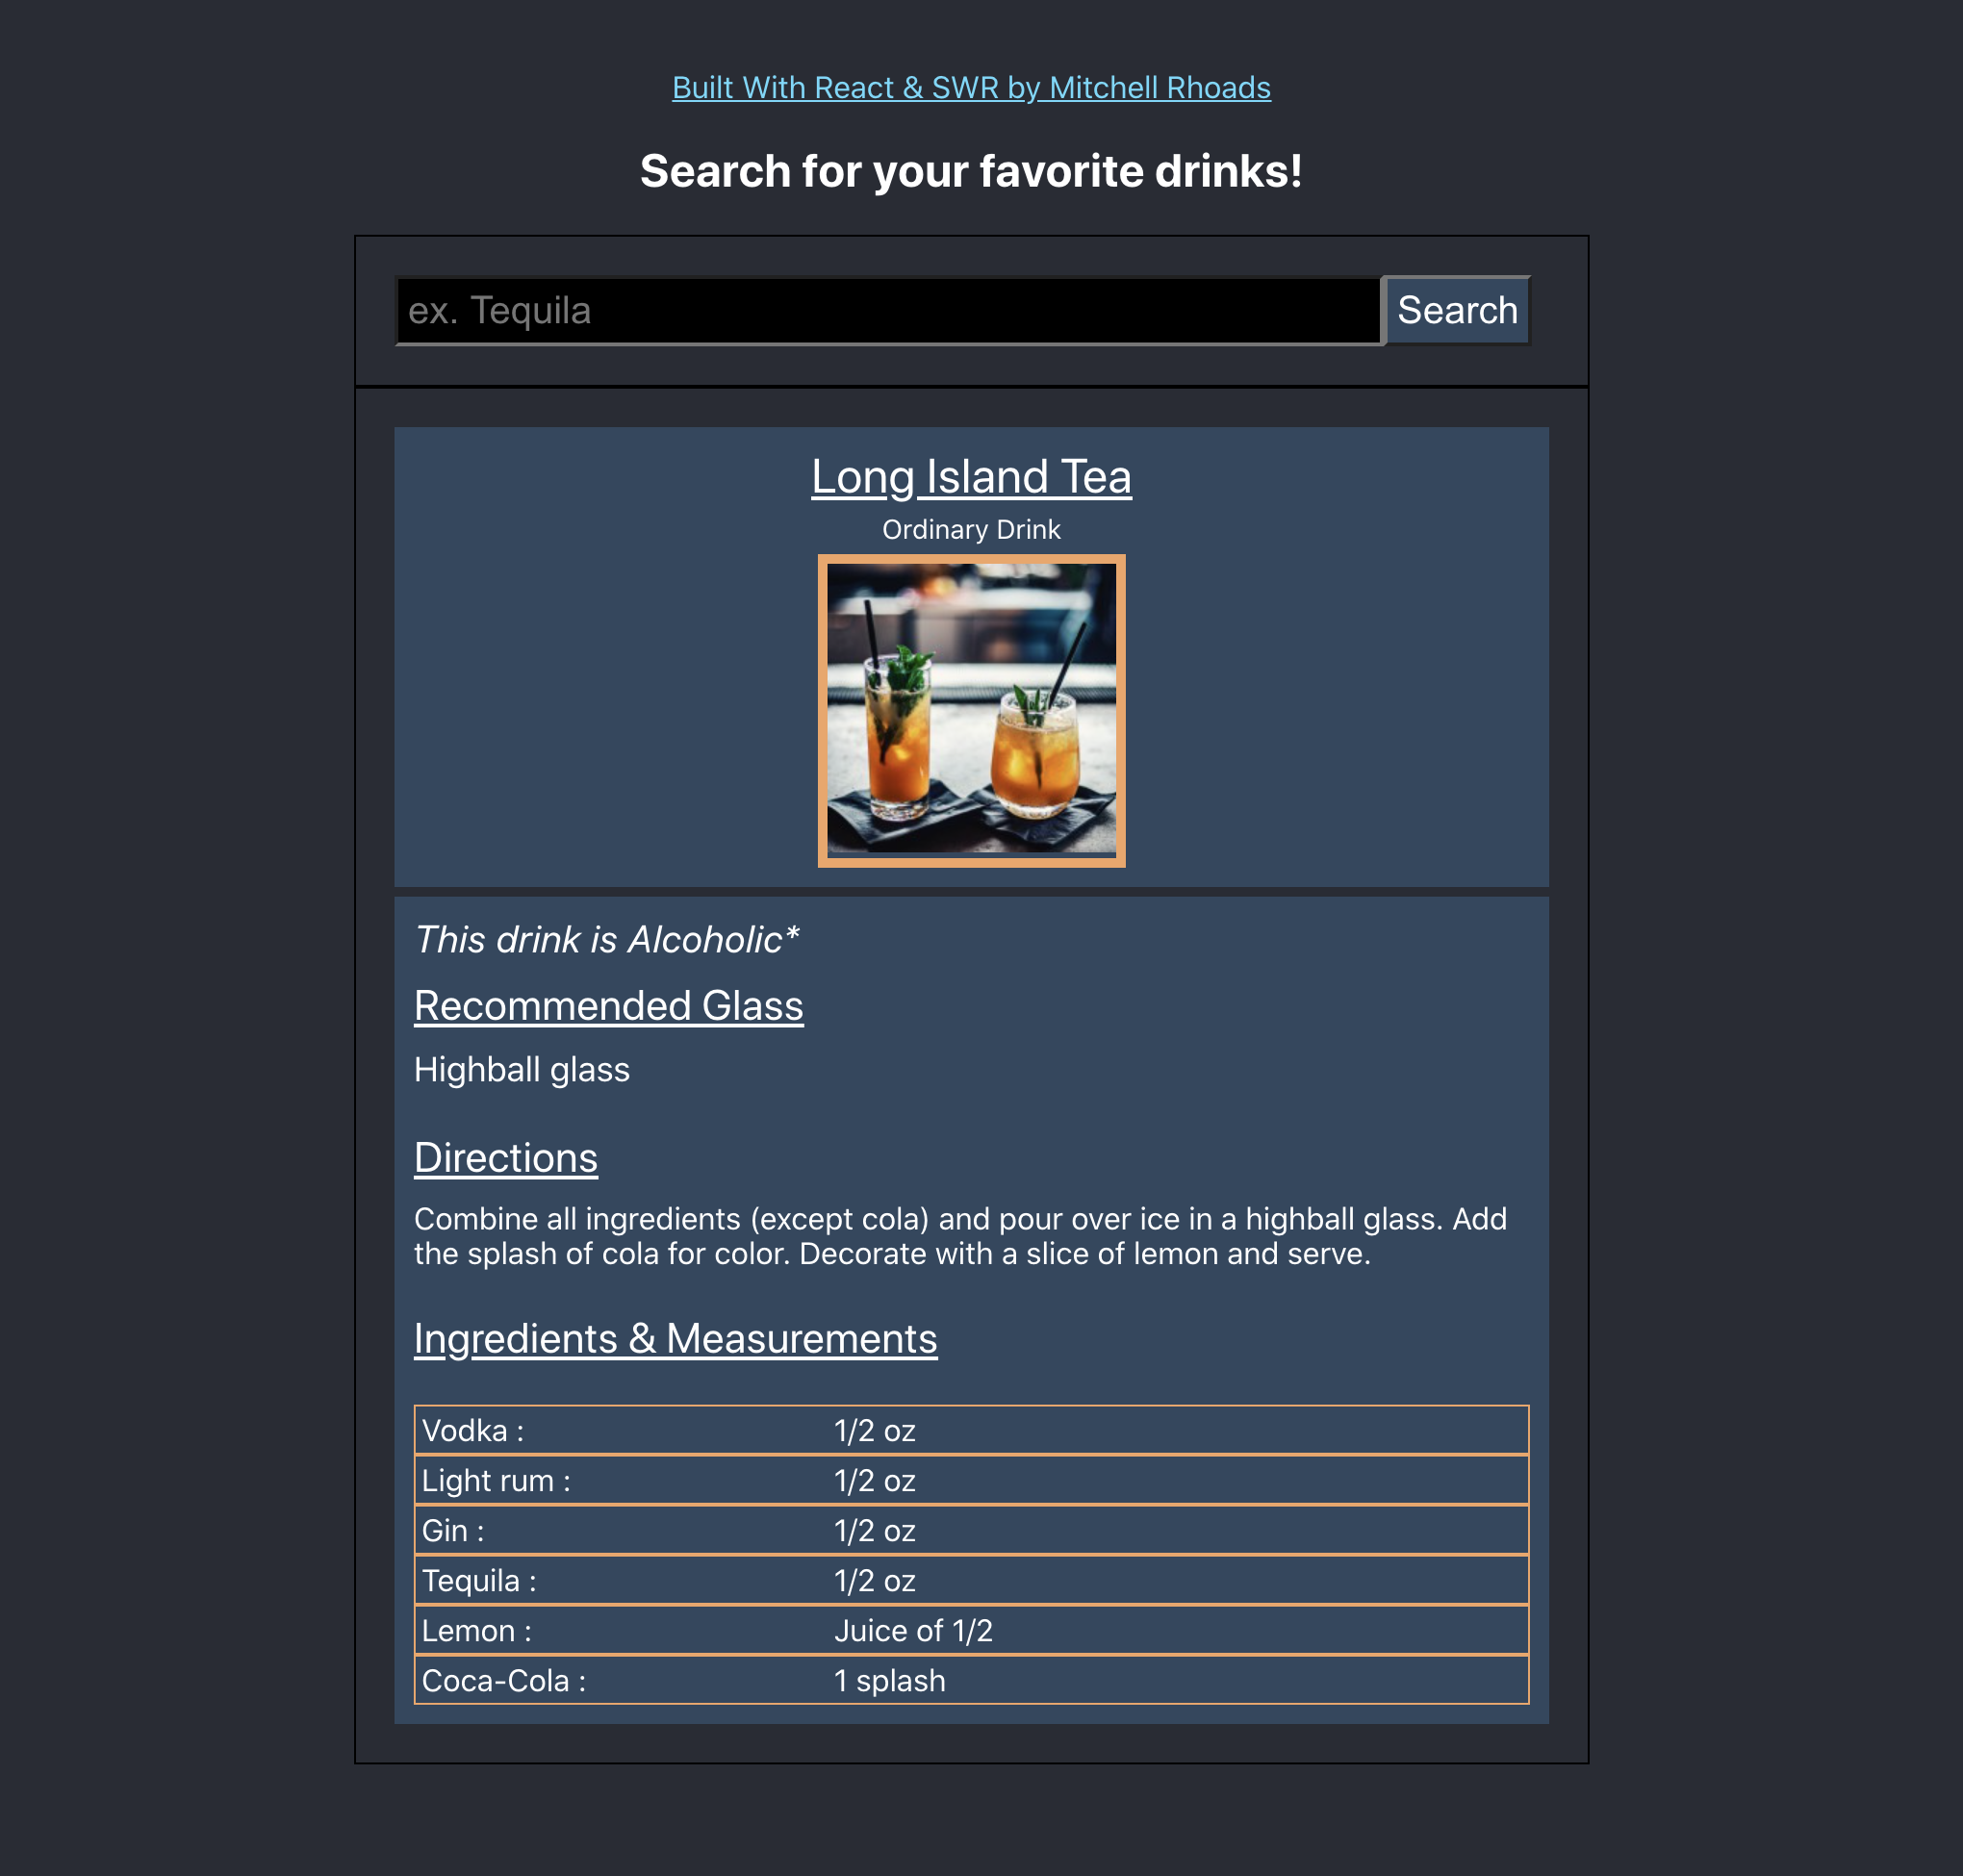 Built With React & SWR by Mitchell Rhoads
Search for your favorite drinks!
ex. Tequila
Search
Long Island Tea
Ordinary Drink
This drink is Alcoholic*
Recommended Glass
Highball glass
Directions
Combine all ingredients (except cola) and pour over ice in a highball glass. Add
the splash of cola for color. Decorate with a slice of lemon and serve.
Ingredients & Measurements
Vodka : 1/2 oz
Light rum : 1/2 oz
Gin : 1/2 oz
Tequila : 1/2 oz
Lemon : Juice of 1/2
Coca-Cola : 1 splash